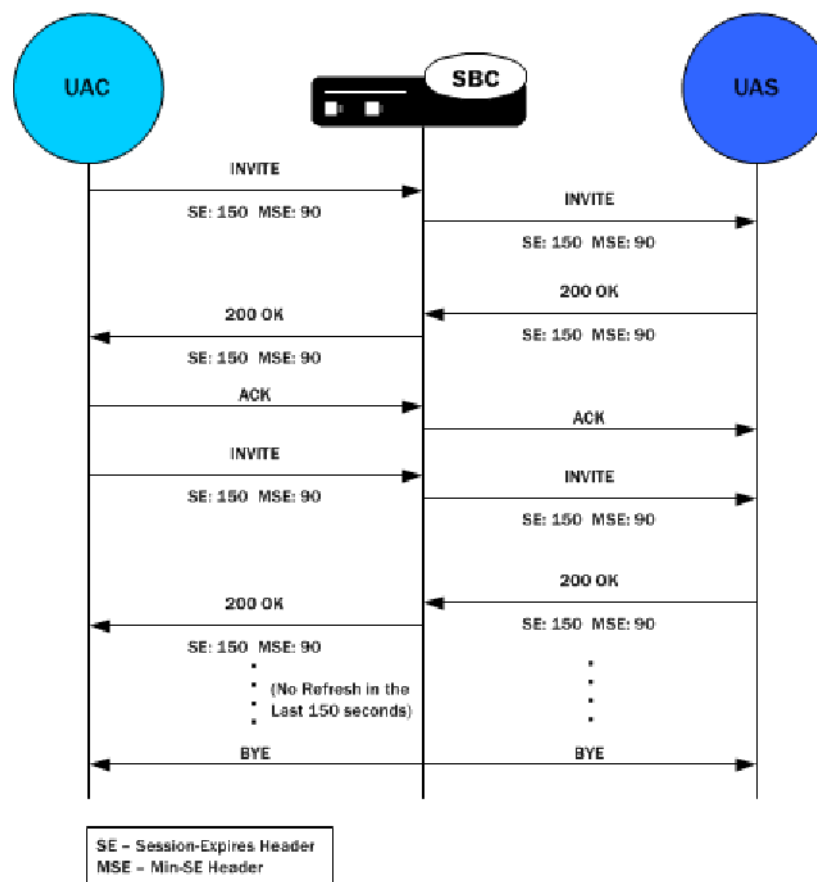 UAC
SBC
UAS
INVITE
SE: 150 MSE: 90
INVITE
SE: 150 MSE: 90
200 OK
SE: 150 MSE: 90
200 OK
SE: 150 MSE: 90
ACK
ACK
INVITE
SE: 150 MSE: 90
INVITE
SE: 150 MSE: 90
200 OK
SE: 150 MSE: 90
200 OK
SE: 150 MSE: 90
(No Refresh in the
Last 150 seconds)
BYE
BYE
SE – Session-Expires Header
MSE – Min-SE Header